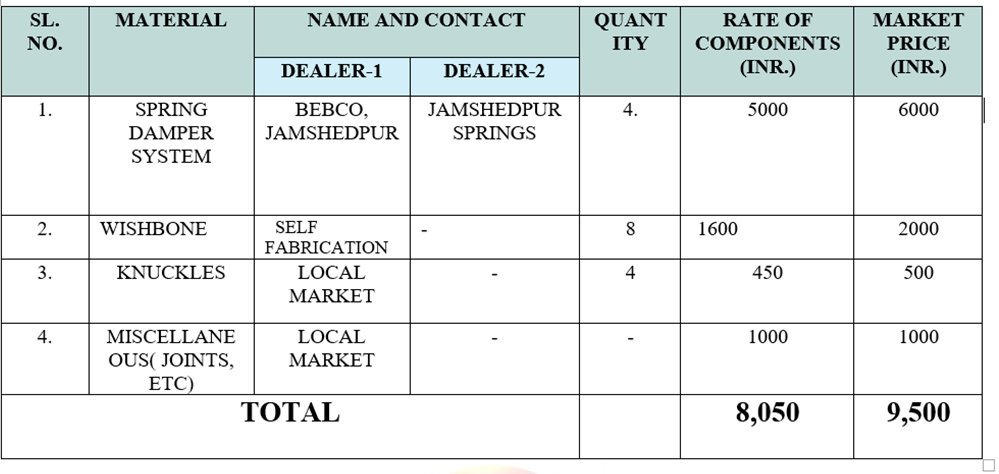 SL. NO.
MATERIAL
NAME AND CONTACT
QUANT
ITY
RATE OF
COMPONENTS
(INR.)
MARKET
PRICE
(INR.)
DEALER-1
DEALER-2
1.
SPRING
DAMPER
SYSTEM
BEBCO,
JAMSHEDPUR
JAMSHEDPUR
SPRINGS
4.
5000
6000
2.
WISHBONE
SELF
FABRICATION
-
8
1600
2000
3.
KNUCKLES
LOCAL
MARKET
-
4
450
500
4.
MISCELLANE
OUS( JOINTS,
ETC)
LOCAL
MARKET
-
-
1000
1000
TOTAL
8,050
9,500